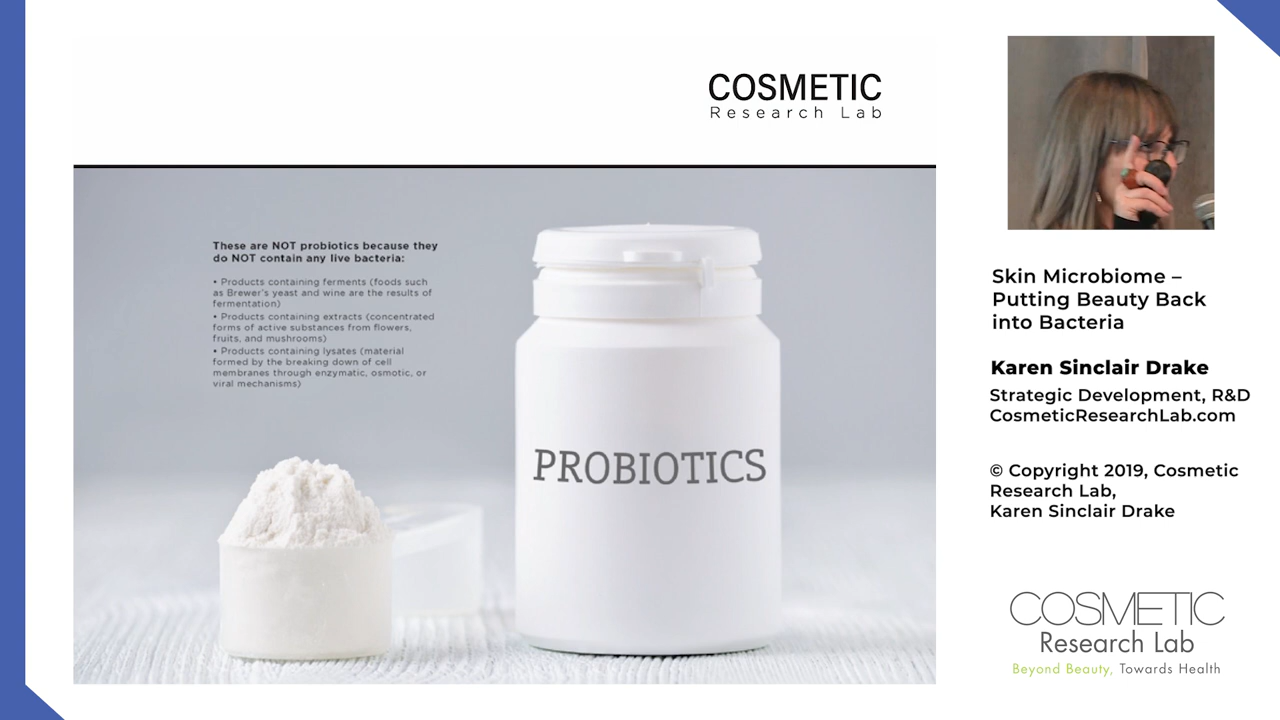 COSMETIC
Research Lab
These are NOT probiotics because they
do NOT contain any live bacteria:
• Products containing ferments (foods such
as Brewer's yeast and wine are the results of
fermentation)
• Products containing extracts (concentrated
forms of active substances from flowers,
fruits, and mushrooms)
• Products containing lysates (material
formed by the breaking down of cell
membranes through enzymatic, osmotic, or
viral mechanisms)
PROBIOTICS
Skin Microbiome –
Putting Beauty Back
into Bacteria
Karen Sinclair Drake
Strategic Development, R&D
CosmeticResearchLab.com
© Copyright 2019, Cosmetic
Research Lab,
Karen Sinclair Drake
COSMETIC
Research Lab
Beyond Beauty, Towards Health